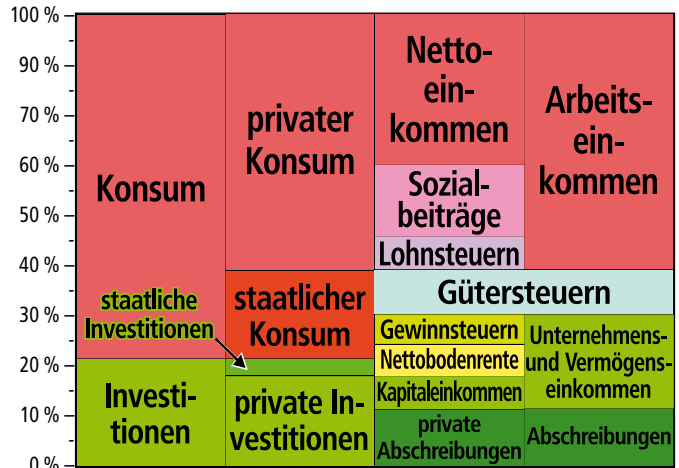 100 %
90 %
80 %
70 %
60 %
50 %
40 %
30 %
20 %
10 %
0 %
Konsum
staatliche
Investitionen
Investi-
tionen
privater
Konsum
staatlicher
Konsum
private In-
vestitionen
Netto-
ein-
kommen
Sozial-
beiträge
Lohnsteuern
Arbeits-
ein-
kommen
Gütersteuern
Gewinnsteuern
Nettobodenrente
Kapitaleinkommen
private
Abschreibungen
Unternehmens-
und Vermögens-
einkommen
Abschreibungen